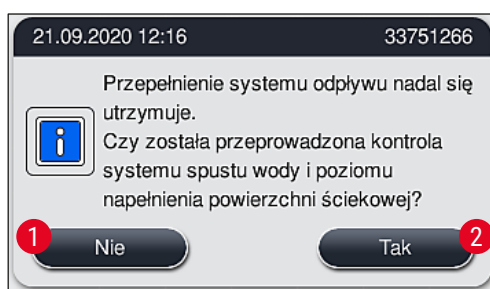 21.09.2020 12:16 33751266
Przepełnienie systemu odpływu nadal się
utrzymuje.
Czy została przeprowadzona kontrola
systemu spustu wody i poziomu
napełnienia powierzchni ściekowej?
1 Nie Tak 2